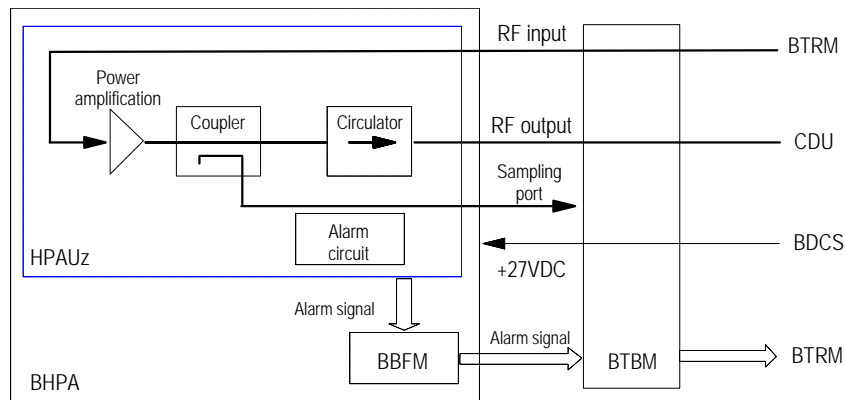 RF input
BTRM
Power
amplification
Coupler
Circulator
RF output
CDU
Sampling
port
Alarm
circuit
BDCS
HPAUz
+27VDC
Alarm signal
Alarm signal
BBFM
BTBM
BTRM
BHPA